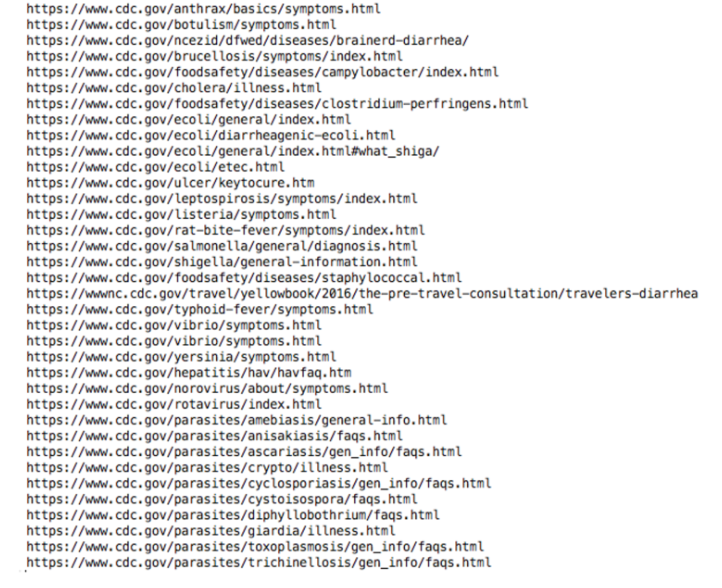 https://www.cdc.gov/anthrax/basics/symptoms.html
https://www.cdc.gov/botulism/symptoms.html
https://www.cdc.gov/ncezid/dfwed/diseases/brainerd-diarrhea/
https://www.cdc.gov/brucellosis/symptoms/index.html
https://www.cdc.gov/foodsafety/diseases/campylobacter/index.html
https://www.cdc.gov/cholera/illness.html
https://www.cdc.gov/foodsafety/diseases/clostridium-perfringens.html
https://www.cdc.gov/ecoli/general/index.html
https://www.cdc.gov/ecoli/diarrheagenic-ecoli.html
https://www.cdc.gov/ecoli/general/index.html#what_shiga/
https://www.cdc.gov/ecoli/etec.html
https://www.cdc.gov/ulcer/keytocure.htm
https://www.cdc.gov/leptospirosis/symptoms/index.html
https://www.cdc.gov/listeria/symptoms.html
https://www.cdc.gov/rat-bite-fever/symptoms/index.html
https://www.cdc.gov/salmonella/general/diagnosis.html
https://www.cdc.gov/shigella/general-information.html
https://www.cdc.gov/foodsafety/diseases/staphylococcal.html
https://wwwnc.cdc.gov/travel/yellowbook/2016/the-pre-travel-consultation/travelers-diarrhea
https://www.cdc.gov/typhoid-fever/symptoms.html
https://www.cdc.gov/vibrio/symptoms.html
https://www.cdc.gov/vibrio/symptoms.html
https://www.cdc.gov/yersinia/symptoms.html
https://www.cdc.gov/hepatitis/hav/havfaq.htm
https://www.cdc.gov/norovirus/about/symptoms.html
https://www.cdc.gov/rotavirus/index.html
https://www.cdc.gov/parasites/amebiasis/general-info.html
https://www.cdc.gov/parasites/anisakiasis/faqs.html
https://www.cdc.gov/parasites/ascariasis/gen_info/faqs.html
https://www.cdc.gov/parasites/crypto/illness.html
https://www.cdc.gov/parasites/cyclosporiasis/gen_info/faqs.html
https://www.cdc.gov/parasites/cystoisospora/faqs.html
https://www.cdc.gov/parasites/diphyllobothrium/faqs.html
https://www.cdc.gov/parasites/giardia/illness.html
https://www.cdc.gov/parasites/toxoplasmosis/gen_info/faqs.html
https://www.cdc.gov/parasites/trichinellosis/gen_info/faqs.html